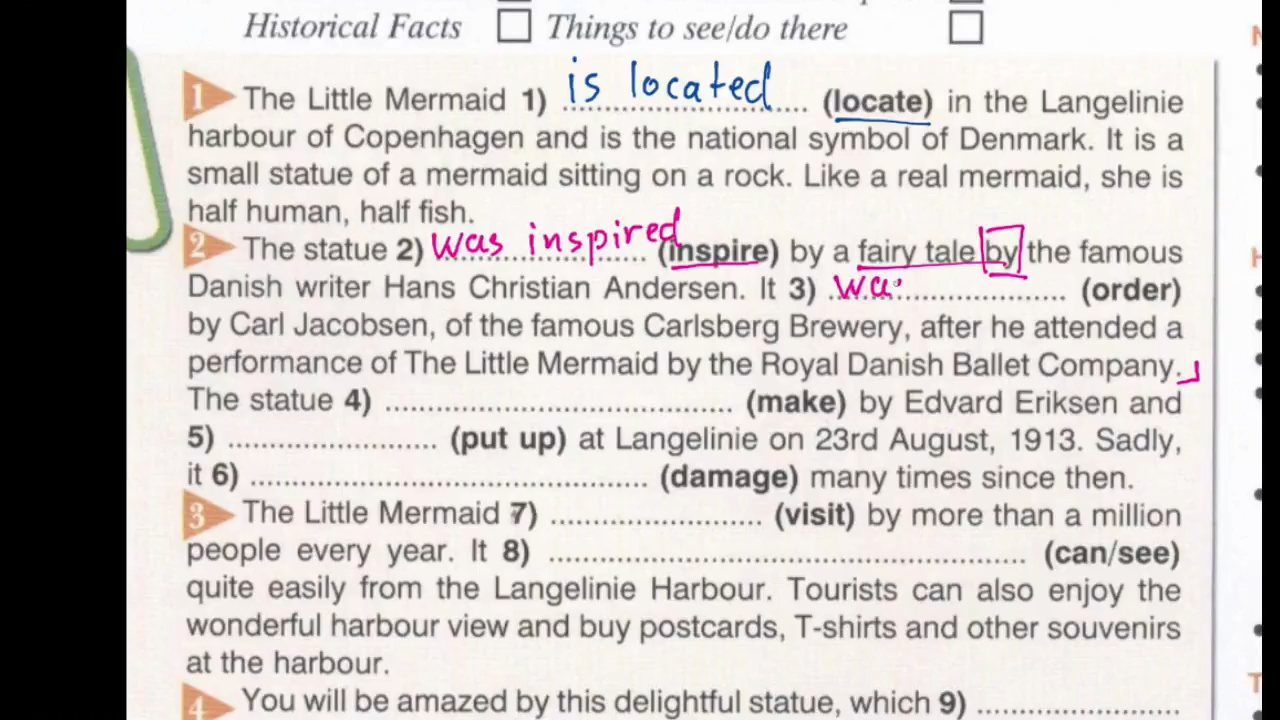 Historical Facts Things to see/do there
1 The Little Mermaid 1) is located (locate) in the Langelinie
harbour of Copenhagen and is the national symbol of Denmark. It is a
small statue of a mermaid sitting on a rock. Like a real mermaid, she is
half human, half fish.
2 The statue 2) was inspired (inspire) by a fairy tale by the famous
Danish writer Hans Christian Andersen. It 3) wa (order)
by Carl Jacobsen, of the famous Carlsberg Brewery, after he attended a
performance of The Little Mermaid by the Royal Danish Ballet Company.
The statue 4) (make) by Edvard Eriksen and
5) (put up) at Langelinie on 23rd August, 1913. Sadly,
it 6) (damage) many times since then.
3 The Little Mermaid 7) (visit) by more than a million
people every year. It 8) (can/see)
quite easily from the Langelinie Harbour. Tourists can also enjoy the
wonderful harbour view and buy postcards, T-shirts and other souvenirs
at the harbour.
4 You will be amazed by this delightful statue, which 9)